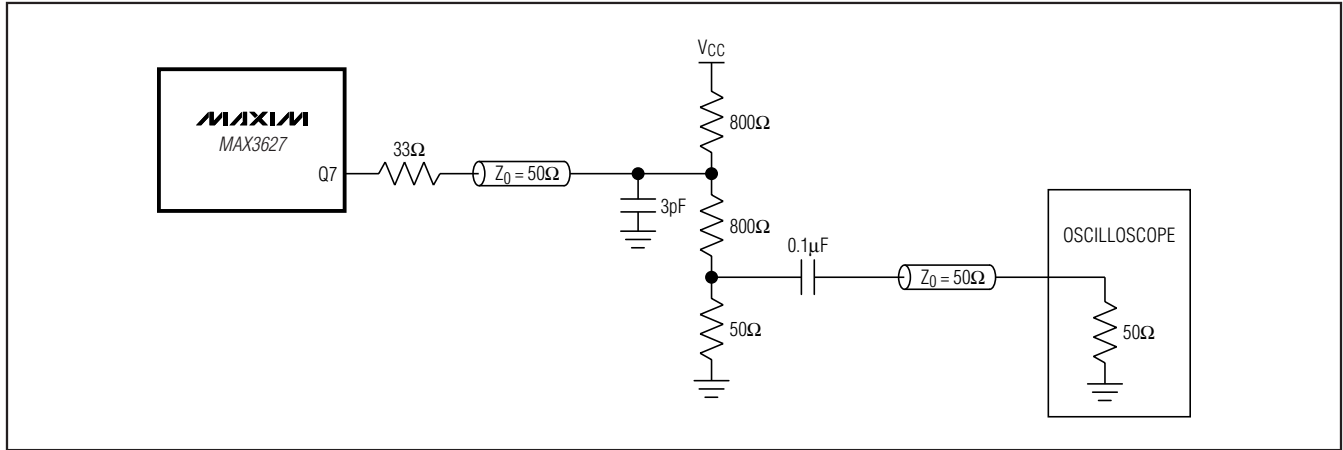 VCC
800Ω
MAXIM
MAX3627
Q7
33Ω
Z0 = 50Ω
3pF
800Ω
0.1µF
Z0 = 50Ω
OSCILLOSCOPE
50Ω
50Ω